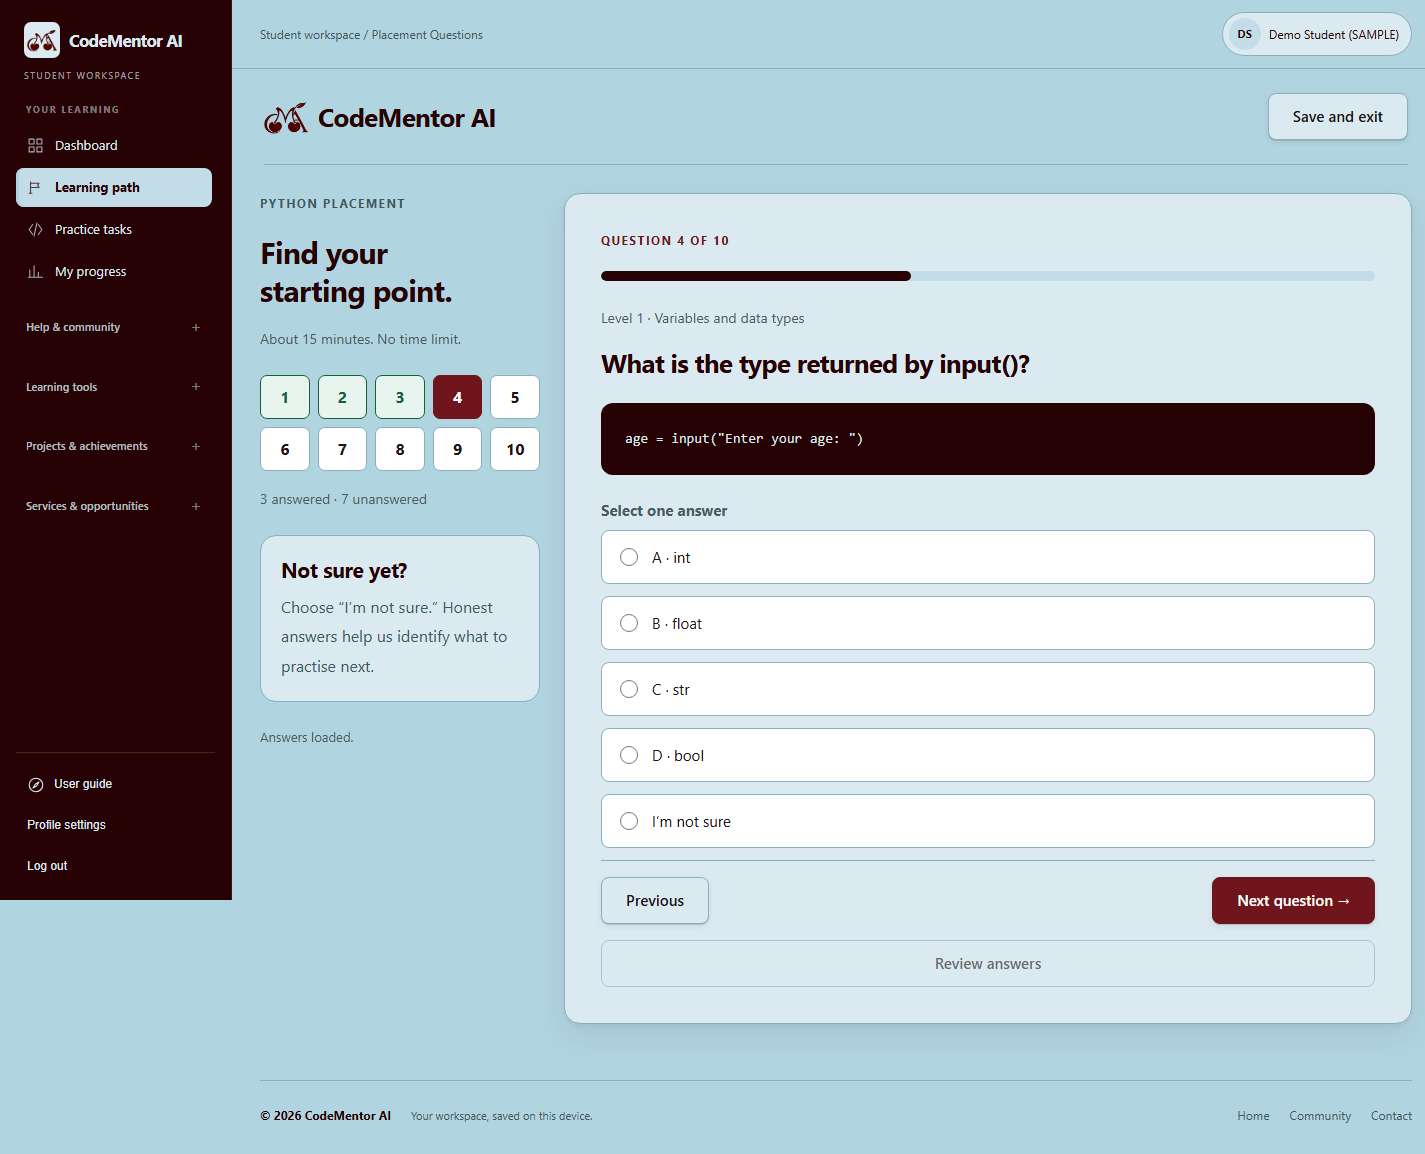 CodeMentor AI
STUDENT WORKSPACE
YOUR LEARNING
Dashboard
Learning path
Practice tasks
My progress
Help & community +
Learning tools +
Projects & achievements +
Services & opportunities +
User guide
Profile settings
Log out
Student workspace / Placement Questions
DS Demo Student (SAMPLE)
CodeMentor AI
Save and exit
PYTHON PLACEMENT
Find your
starting point.
About 15 minutes. No time limit.
1 2 3 4 5
6 7 8 9 10
3 answered · 7 unanswered
Not sure yet?
Choose “I’m not sure.” Honest
answers help us identify what to
practise next.
Answers loaded.
QUESTION 4 OF 10
Level 1 · Variables and data types
What is the type returned by input()?
age = input("Enter your age: ")
Select one answer
A · int
B · float
C · str
D · bool
I’m not sure
Previous
Next question →
Review answers
© 2026 CodeMentor AI Your workspace, saved on this device.
Home Community Contact